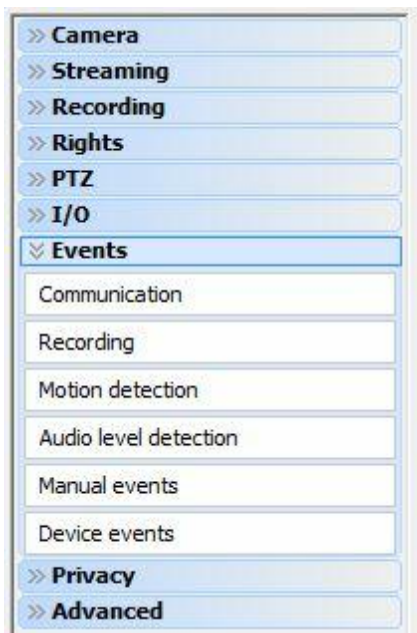 Camera
Streaming
Recording
Rights
PTZ
I/O
Events
Communication
Recording
Motion detection
Audio level detection
Manual events
Device events
Privacy
Advanced